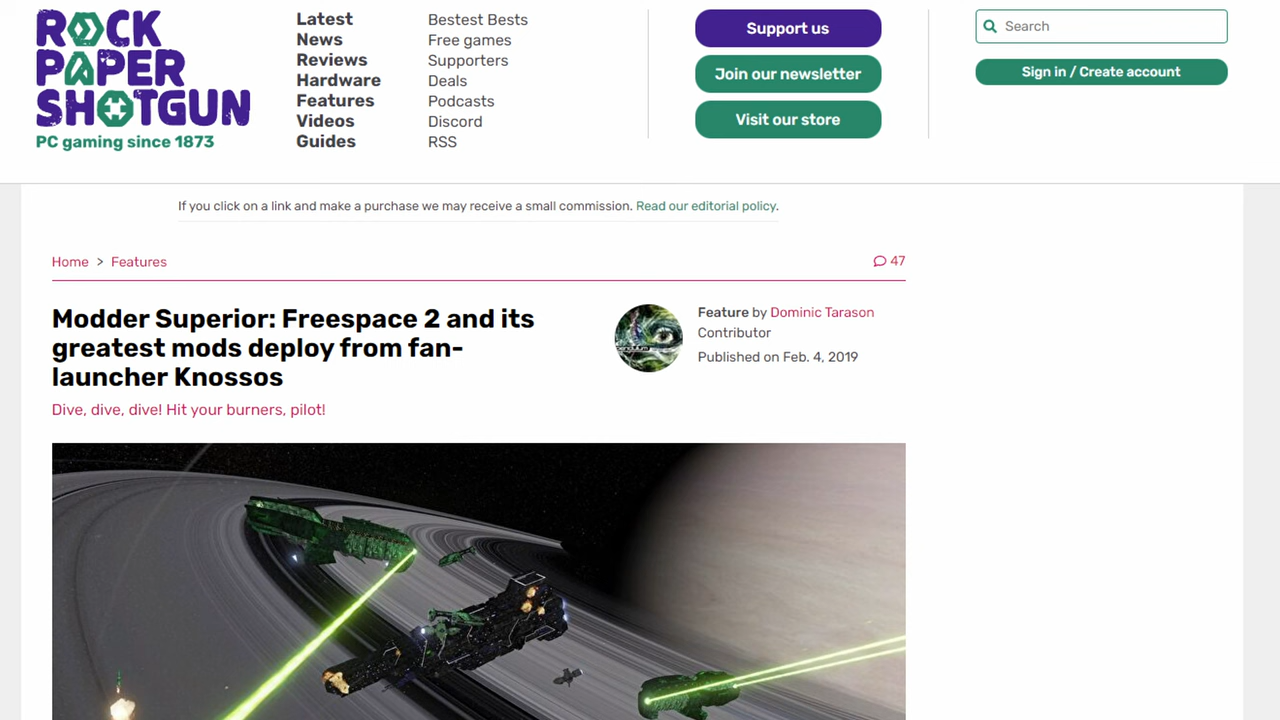 ROCK
PAPER
SHOTGUN
PC gaming since 1873
Latest
News
Reviews
Hardware
Features
Videos
Guides
Bestest Bests
Free games
Supporters
Deals
Podcasts
Discord
RSS
Support us
Join our newsletter
Visit our store
Search
Sign in / Create account
If you click on a link and make a purchase we may receive a small commission. Read our editorial policy.
Home > Features
47
Modder Superior: Freespace 2 and its
greatest mods deploy from fan-
launcher Knossos
Dive, dive, dive! Hit your burners, pilot!
Feature by Dominic Tarason
Contributor
Published on Feb. 4, 2019